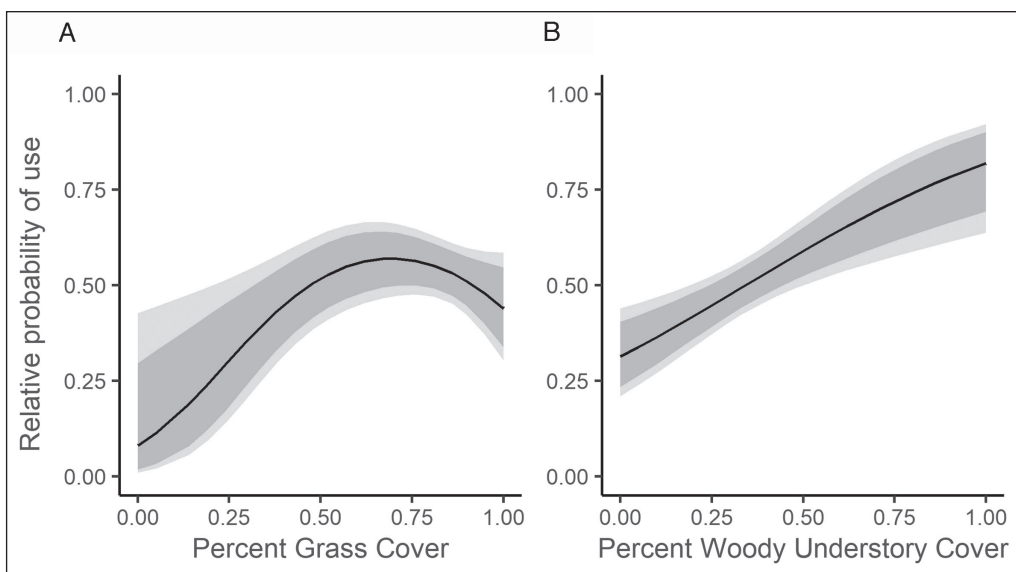 A
B
Relative probability of use
1.00
0.75
0.50
0.25
0.00
0.00 0.25 0.50 0.75 1.00
Percent Grass Cover
1.00
0.75
0.50
0.25
0.00
0.00 0.25 0.50 0.75 1.00
Percent Woody Understory Cover